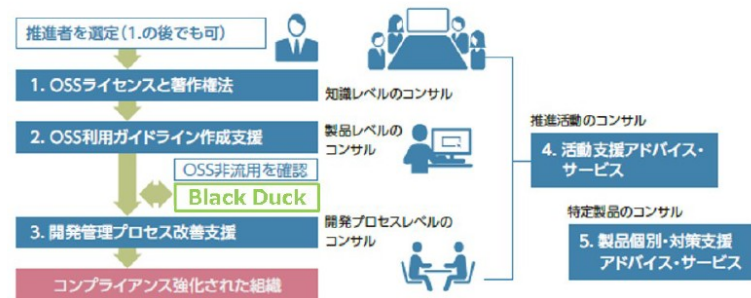 推進者を選定(1.の後でも可)
1. OSSライセンスと著作権法
知識レベルのコンサル
2. OSS利用ガイドライン作成支援
製品レベルの
コンサル
OSS非流用を確認
Black Duck
3. 開発管理プロセス改善支援
開発プロセスレベルの
コンサル
コンプライアンス強化された組織
推進活動のコンサル
4. 活動支援アドバイス・
サービス
特定製品のコンサル
5. 製品個別・対策支援
アドバイス・サービス